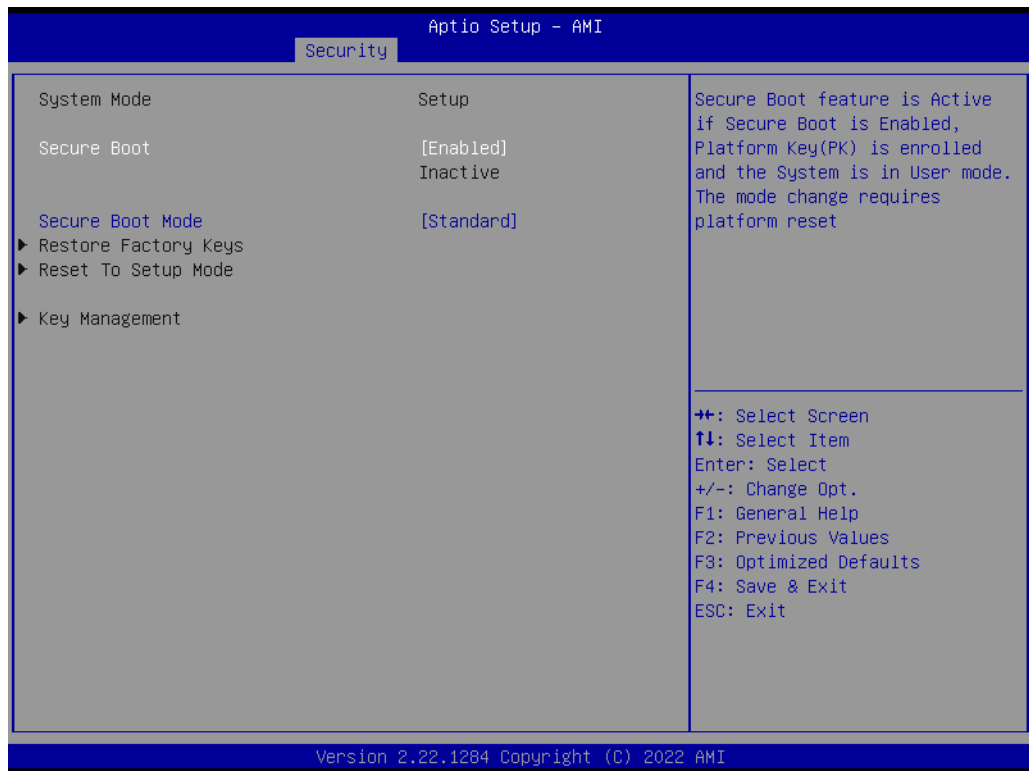 Aptio Setup – AMI
Security
System Mode Setup
Secure Boot [Enabled]
Inactive
Secure Boot Mode [Standard]
▶ Restore Factory Keys
▶ Reset To Setup Mode
▶ Key Management
Secure Boot feature is Active
if Secure Boot is Enabled,
Platform Key(PK) is enrolled
and the System is in User mode.
The mode change requires
platform reset
→←: Select Screen
↑↓: Select Item
Enter: Select
+/-: Change Opt.
F1: General Help
F2: Previous Values
F3: Optimized Defaults
F4: Save & Exit
ESC: Exit
Version 2.22.1284 Copyright (C) 2022 AMI